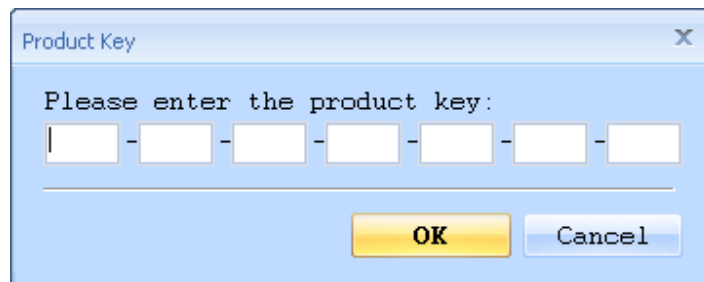 Product Key X
Please enter the product key:
- - - - - -
OK Cancel